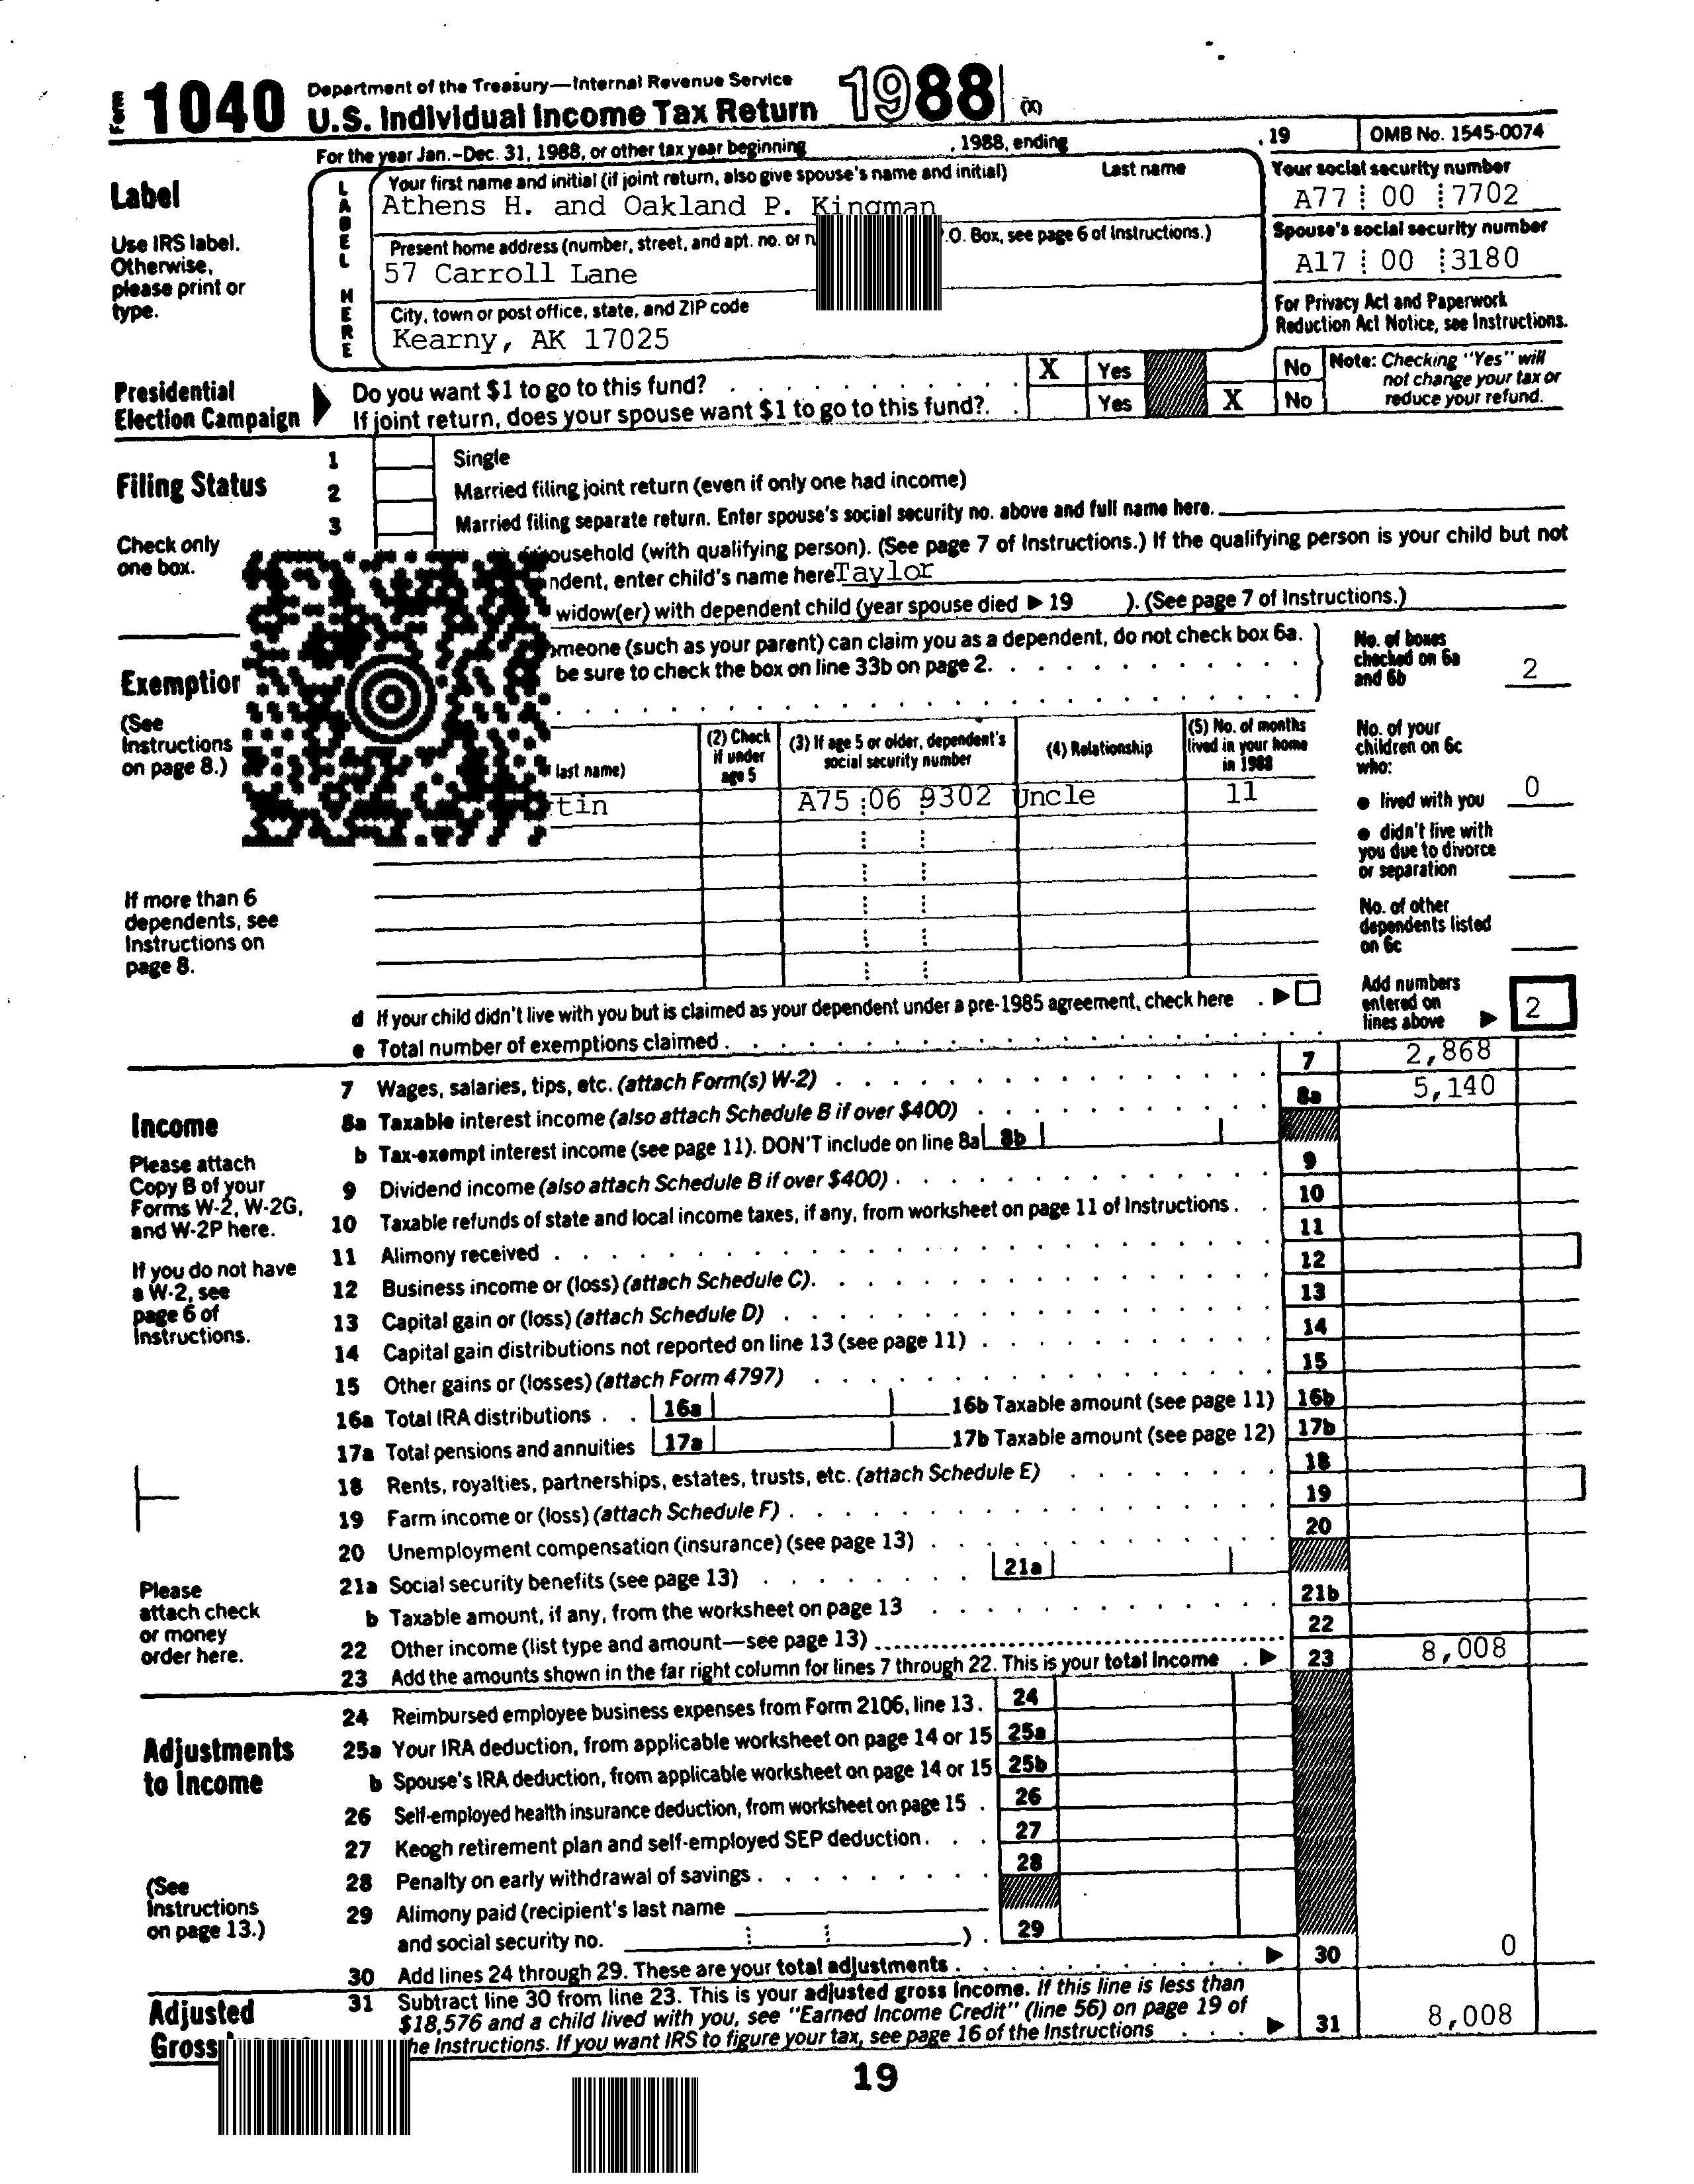 Form 1040 Department of the Treasury—Internal Revenue Service
U.S. Individual Income Tax Return 1988 (X)
For the year Jan.-Dec. 31, 1988, or other tax year beginning , 1988, ending , 19 OMB No. 1545-0074
Label
Use IRS label.
Otherwise,
please print or
type.
LABEL HERE
Your first name and initial (if joint return, also give spouse's name and initial) Last name
Athens H. and Oakland P. Kingman
Present home address (number, street, and apt. no. or .O. Box, see page 6 of Instructions.)
57 Carroll Lane
City, town or post office, state, and ZIP code
Kearny, AK 17025
Your social security number
A77 00 7702
Spouse's social security number
A17 00 3180
For Privacy Act and Paperwork
Reduction Act Notice, see Instructions.
Presidential
Election Campaign
Do you want $1 to go to this fund? X Yes No
If joint return, does your spouse want $1 to go to this fund?. Yes X No
Note: Checking "Yes" will
not change your tax or
reduce your refund.
Filing Status
Check only
one box.
1 Single
2 Married filing joint return (even if only one had income)
3 Married filing separate return. Enter spouse's social security no. above and full name here.
ousehold (with qualifying person). (See page 7 of Instructions.) If the qualifying person is your child but not
ndent, enter child's name here Taylor
widow(er) with dependent child (year spouse died ▶ 19 ). (See page 7 of Instructions.)
Exemption
(See
Instructions
on page 8.)
omeone (such as your parent) can claim you as a dependent, do not check box 6a.
be sure to check the box on line 33b on page 2.
No. of boxes
checked on 6a
and 6b 2
last name)
(2) Check
if under
age 5
(3) If age 5 or older, dependent's
social security number
(4) Relationship
(5) No. of months
lived in your home
in 1988
tin A75 06 9302 Uncle 11
No. of your
children on 6c
who:
● lived with you 0
● didn't live with
you due to divorce
or separation
No. of other
dependents listed
on 6c
If more than 6
dependents, see
Instructions on
page 8.
d If your child didn't live with you but is claimed as your dependent under a pre-1985 agreement, check here . ▶
e Total number of exemptions claimed
Add numbers
entered on
lines above ▶ 2
Income
Please attach
Copy B of your
Forms W-2, W-2G,
and W-2P here.
If you do not have
a W-2, see
page 6 of
Instructions.
Please
attach check
or money
order here.
7 Wages, salaries, tips, etc. (attach Form(s) W-2) 7 2,868
8a Taxable interest income (also attach Schedule B if over $400) 8a 5,140
b Tax-exempt interest income (see page 11). DON'T include on line 8a 8b
9 Dividend income (also attach Schedule B if over $400) 9
10 Taxable refunds of state and local income taxes, if any, from worksheet on page 11 of Instructions 10
11 Alimony received 11
12 Business income or (loss) (attach Schedule C) 12
13 Capital gain or (loss) (attach Schedule D) 13
14 Capital gain distributions not reported on line 13 (see page 11) 14
15 Other gains or (losses) (attach Form 4797) 15
16a Total IRA distributions 16a 16b Taxable amount (see page 11) 16b
17a Total pensions and annuities 17a 17b Taxable amount (see page 12) 17b
18 Rents, royalties, partnerships, estates, trusts, etc. (attach Schedule E) 18
19 Farm income or (loss) (attach Schedule F) 19
20 Unemployment compensation (insurance) (see page 13) 20
21a Social security benefits (see page 13) 21a
b Taxable amount, if any, from the worksheet on page 13 21b
22 Other income (list type and amount—see page 13) 22
23 Add the amounts shown in the far right column for lines 7 through 22. This is your total income ▶ 23 8,008
Adjustments
to Income
(See
Instructions
on page 13.)
24 Reimbursed employee business expenses from Form 2106, line 13. 24
25a Your IRA deduction, from applicable worksheet on page 14 or 15 25a
b Spouse's IRA deduction, from applicable worksheet on page 14 or 15 25b
26 Self-employed health insurance deduction, from worksheet on page 15 26
27 Keogh retirement plan and self-employed SEP deduction 27
28 Penalty on early withdrawal of savings 28
29 Alimony paid (recipient's last name
and social security no. ) 29
30 Add lines 24 through 29. These are your total adjustments ▶ 30 0
Adjusted
Gross
31 Subtract line 30 from line 23. This is your adjusted gross income. If this line is less than
$18,576 and a child lived with you, see "Earned Income Credit" (line 56) on page 19 of
he Instructions. If you want IRS to figure your tax, see page 16 of the Instructions ▶ 31 8,008
19